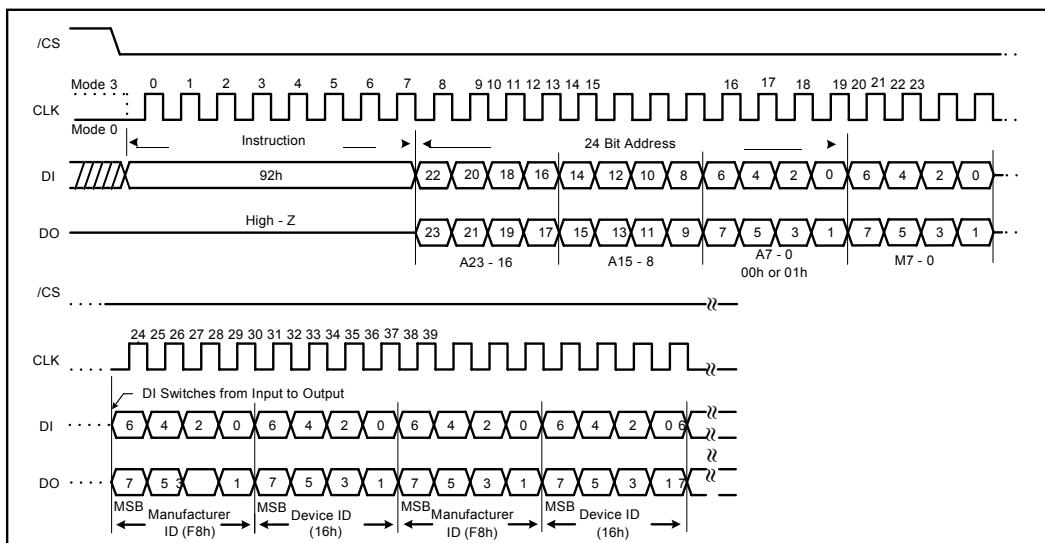 /CS
Mode 3 0 1 2 3 4 5 6 7 8 9 10 11 12 13 14 15 16 17 18 19 20 21 22 23
CLK
Mode 0
Instruction 24 Bit Address
DI 92h 22 20 18 16 14 12 10 8 6 4 2 0 6 4 2 0
High - Z
DO 23 21 19 17 15 13 11 9 7 5 3 1 7 5 3 1
A23 - 16 A15 - 8 A7 - 0 M7 - 0
00h or 01h
/CS
24 25 26 27 28 29 30 31 32 33 34 35 36 37 38 39
CLK
DI Switches from Input to Output
DI 6 4 2 0 6 4 2 0 6 4 2 0 6 4 2 0 6
DO 7 5 3 1 7 5 3 1 7 5 3 1 7 5 3 1 7
MSB MSB MSB MSB
Manufacturer Device ID Manufacturer Device ID
ID (F8h) (16h) ID (F8h) (16h)